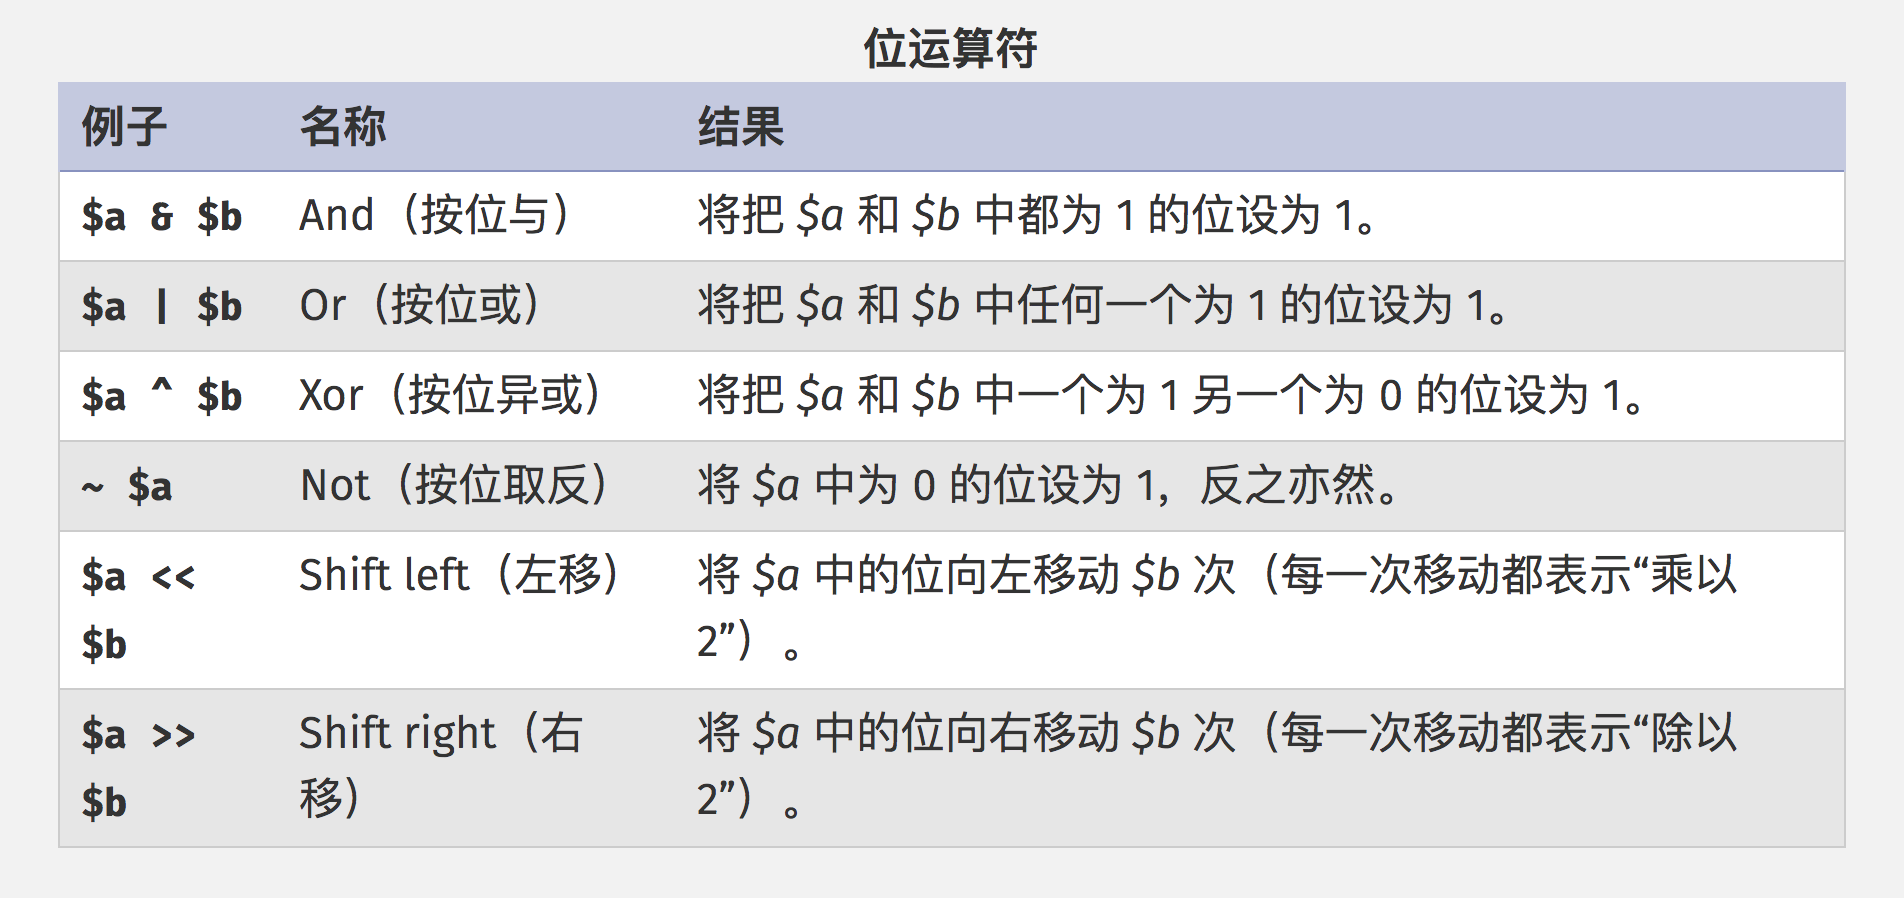 位运算符
例子 名称 结果
$a & $b And（按位与） 将把 $a 和 $b 中都为 1 的位设为 1。
$a | $b Or（按位或） 将把 $a 和 $b 中任何一个为 1 的位设为 1。
$a ^ $b Xor（按位异或） 将把 $a 和 $b 中一个为 1 另一个为 0 的位设为 1。
~ $a Not（按位取反） 将 $a 中为 0 的位设为 1，反之亦然。
$a << Shift left（左移） 将 $a 中的位向左移动 $b 次（每一次移动都表示“乘以
$b 2”）。
$a >> Shift right（右 将 $a 中的位向右移动 $b 次（每一次移动都表示“除以
$b 移） 2”）。